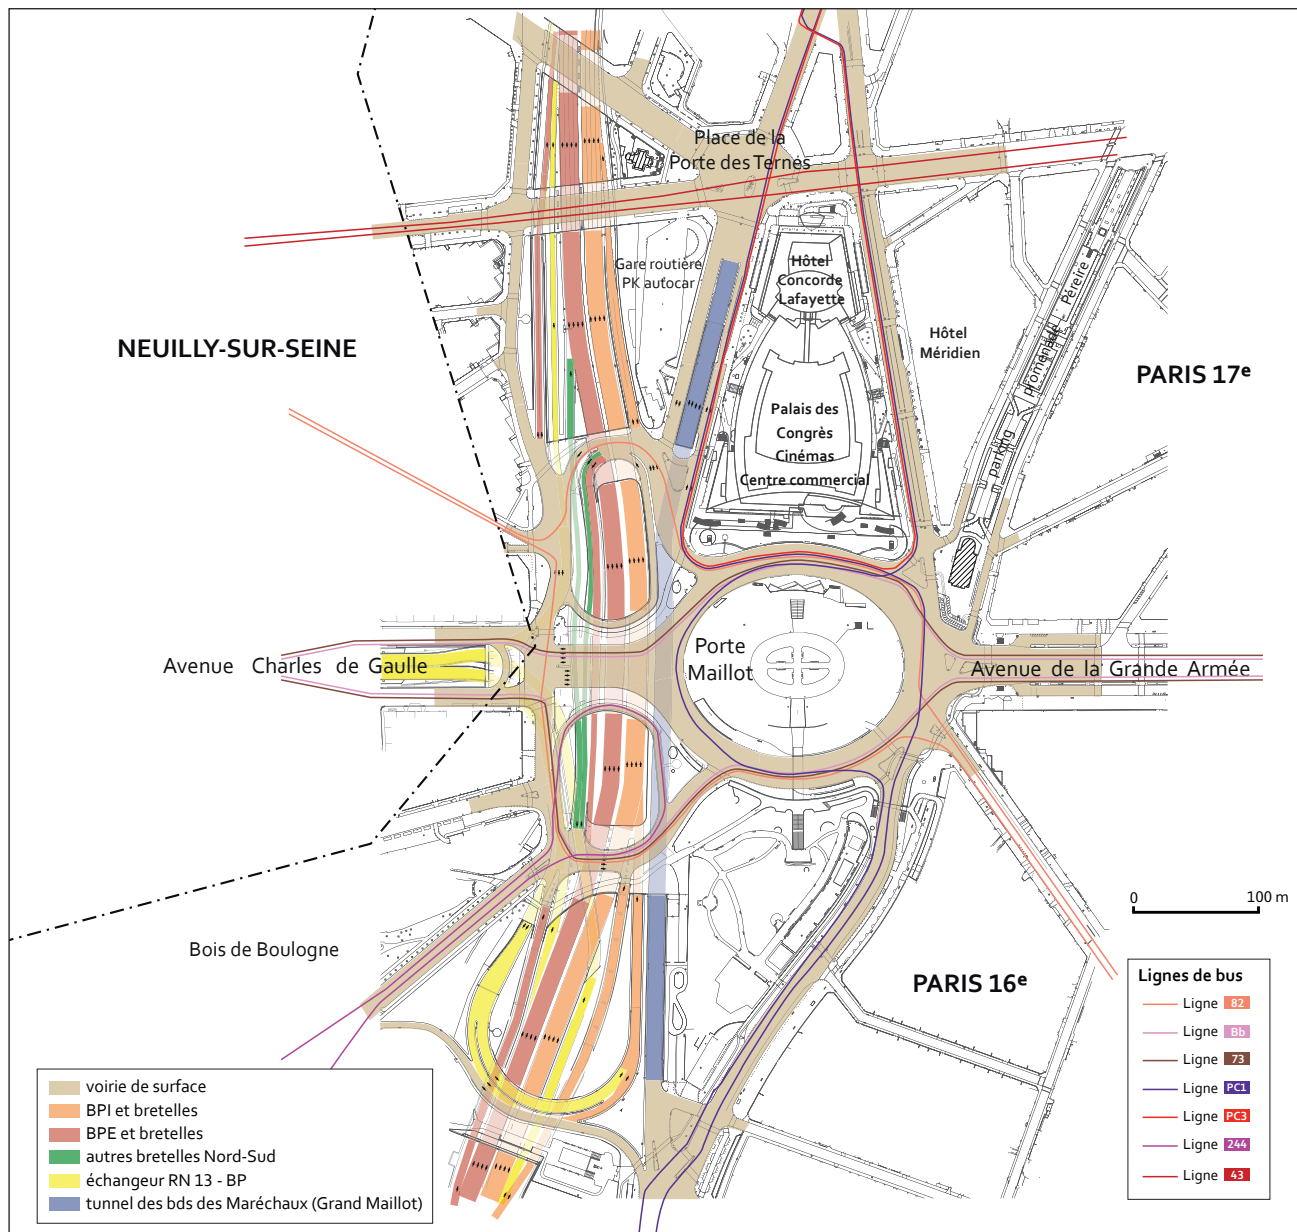 Place de la
Porte des Ternes
Gare routière
PK autocar
Hôtel
Concorde
Lafayette
Hôtel
Méridien
NEUILLY-SUR-SEINE
PARIS 17e
parking promenade Péreire
Palais des
Congrès
Cinémas
Centre commercial
Porte
Maillot
Avenue Charles de Gaulle
Avenue de la Grande Armée
Bois de Boulogne
PARIS 16e
0 100 m
Lignes de bus
Ligne 82
Ligne Bb
Ligne 73
Ligne PC1
Ligne PC3
Ligne 244
Ligne 43
voirie de surface
BPI et bretelles
BPE et bretelles
autres bretelles Nord-Sud
échangeur RN 13 - BP
tunnel des bds des Maréchaux (Grand Maillot)